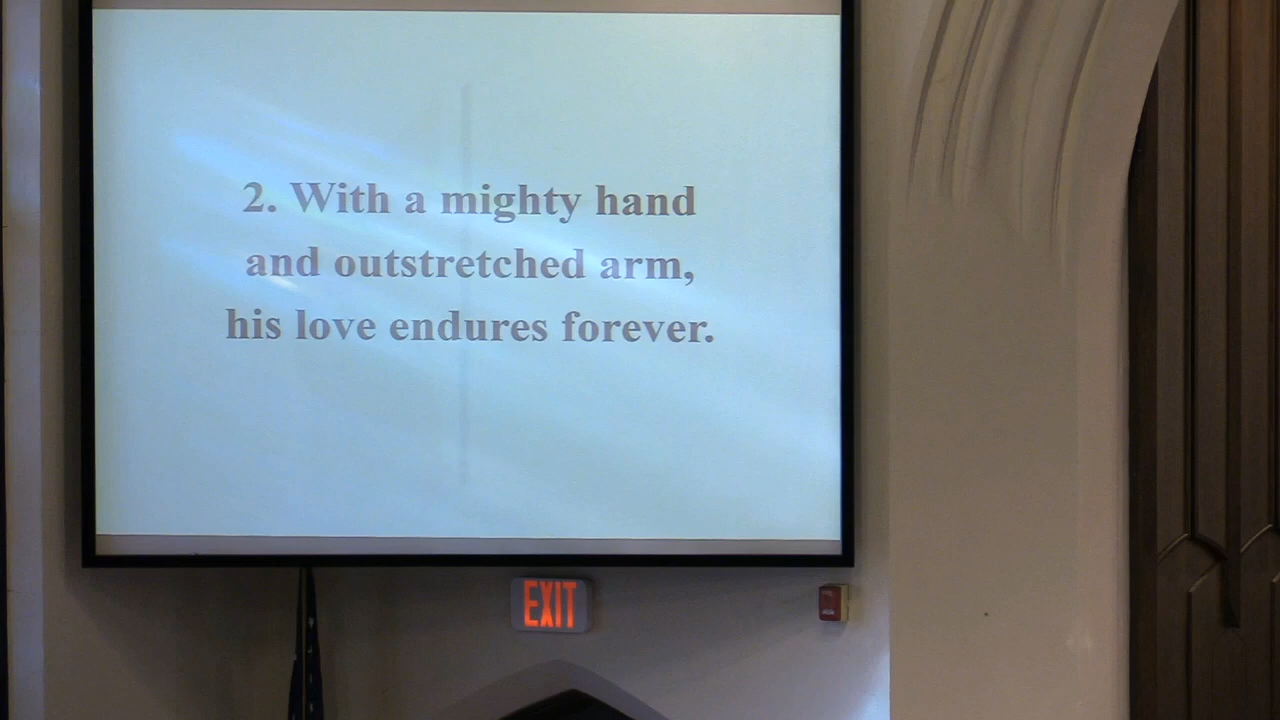 2. With a mighty hand
and outstretched arm,
his love endures forever.
EXIT